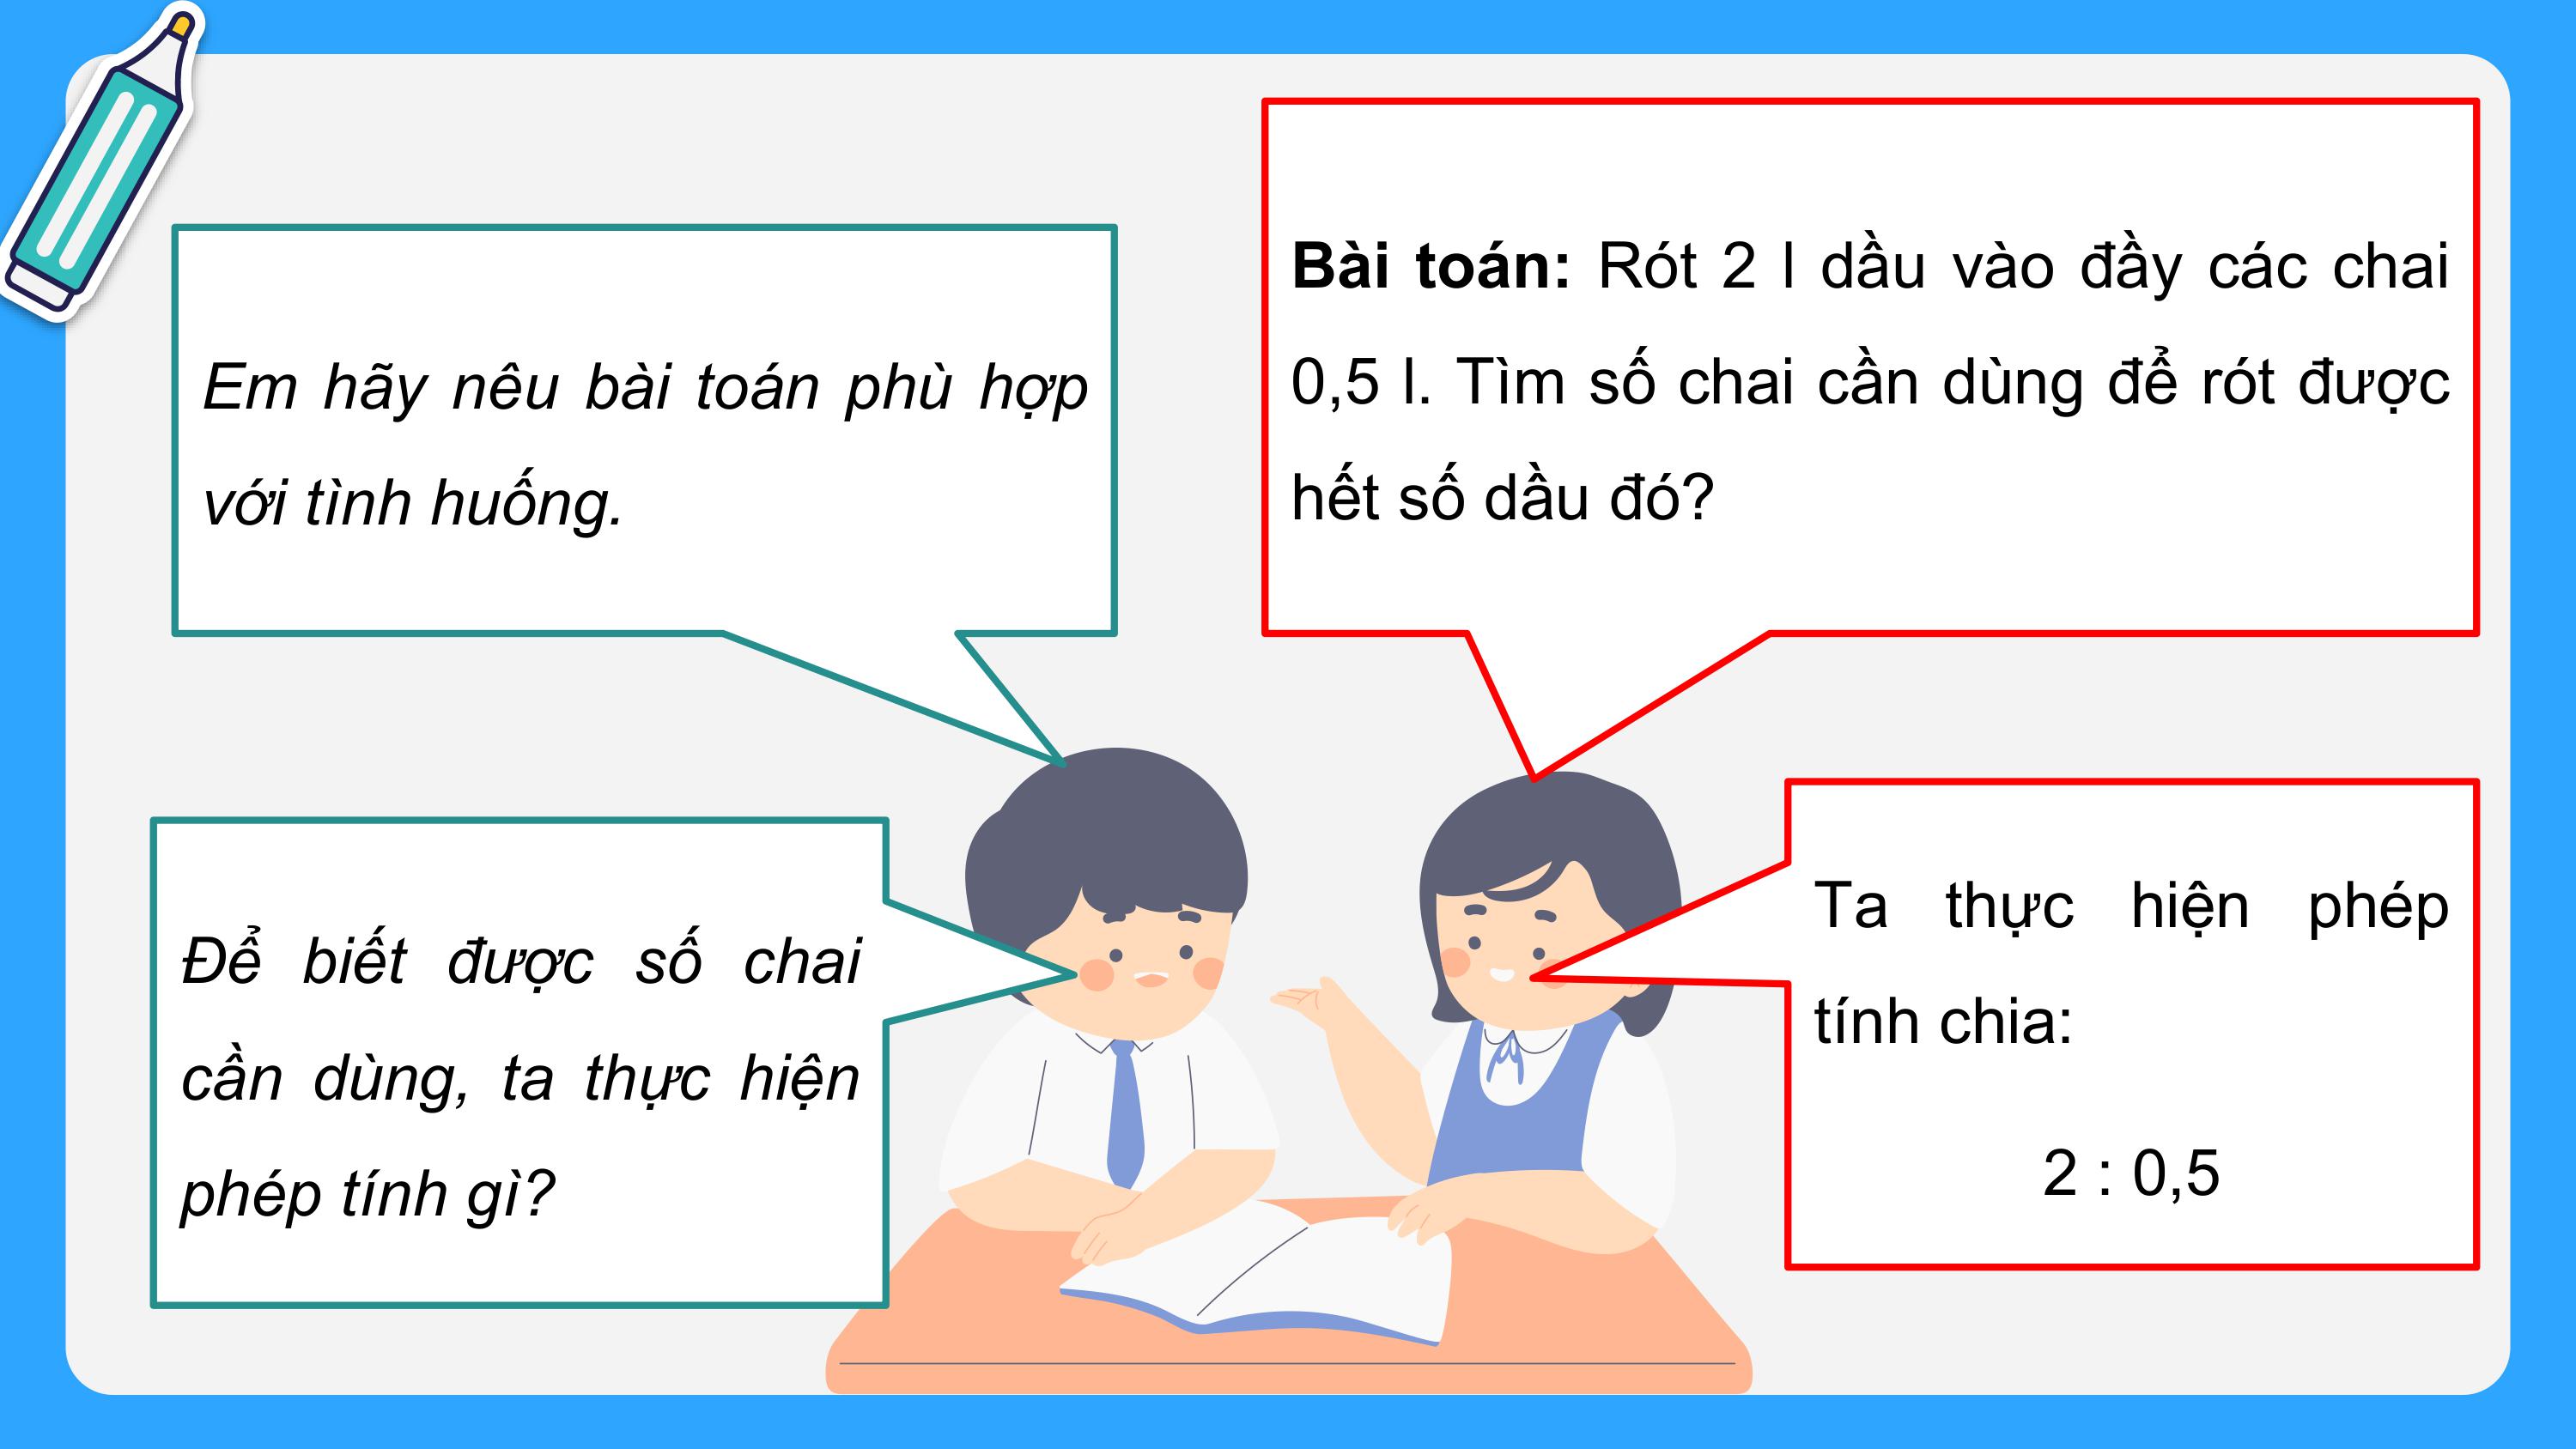 Em hãy nêu bài toán phù hợp
với tình huống.
Bài toán: Rót 2 l dầu vào đầy các chai
0,5 l. Tìm số chai cần dùng để rót được
hết số dầu đó?
Để biết được số chai
cần dùng, ta thực hiện
phép tính gì?
Ta thực hiện phép
tính chia:
2 : 0,5